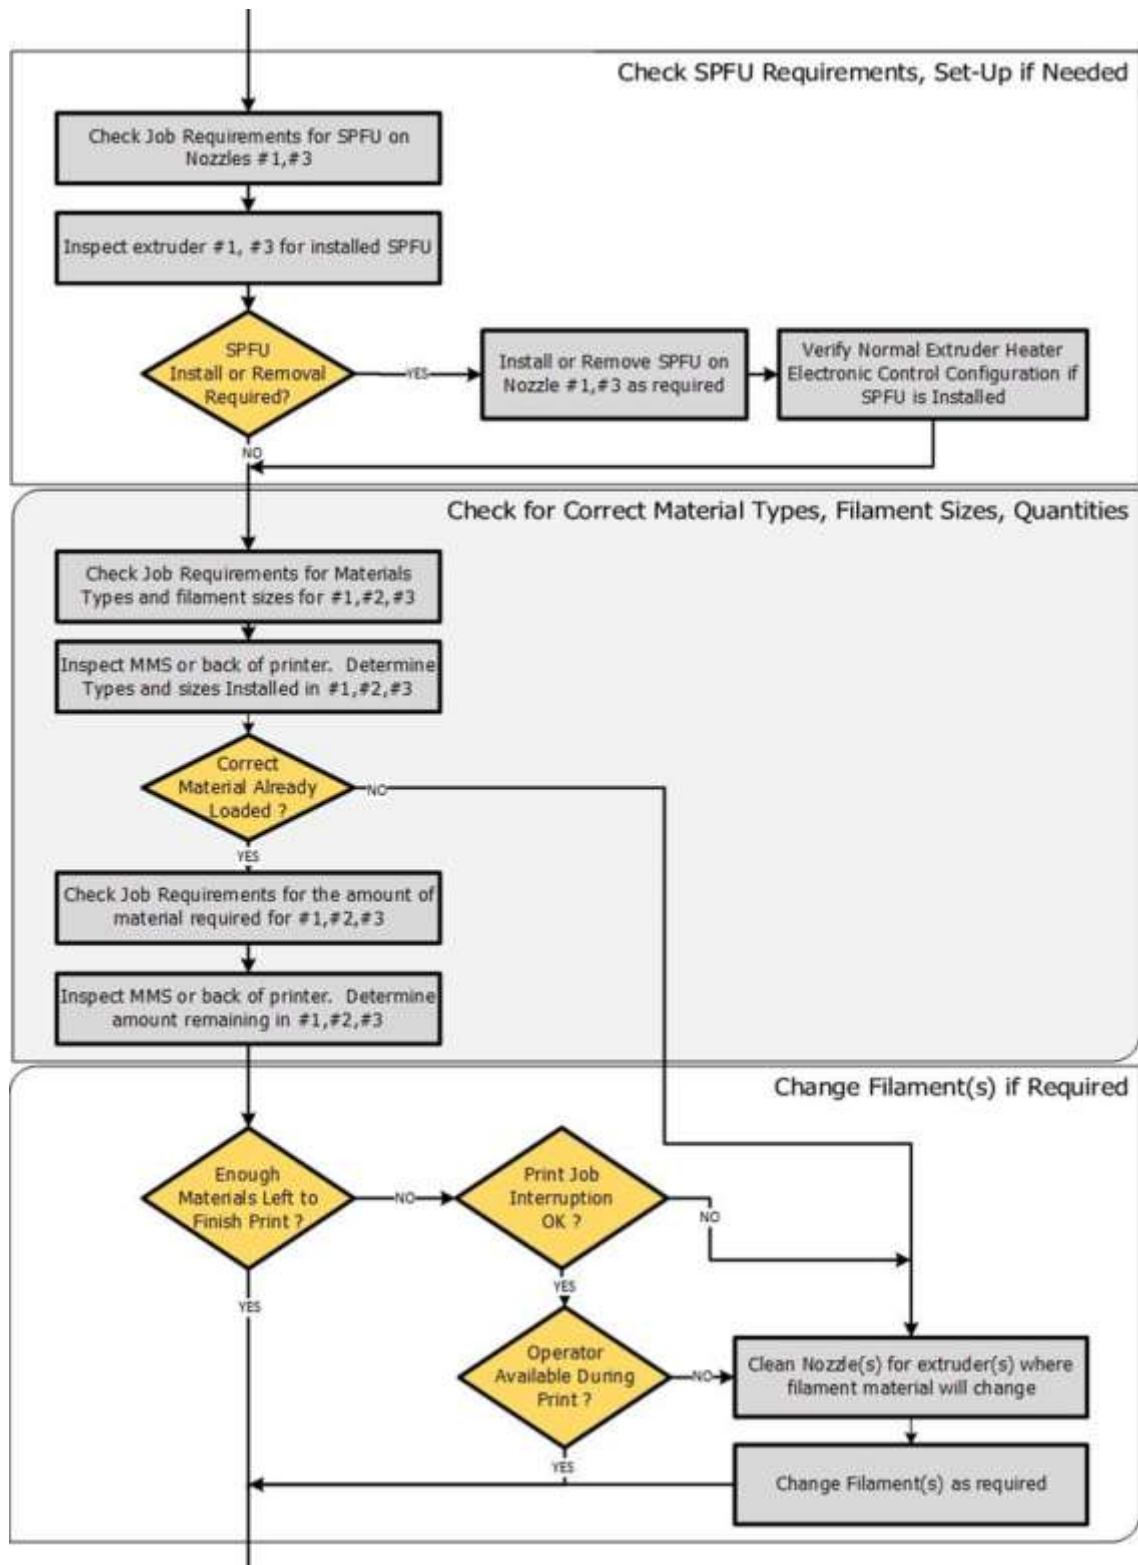 Check SPFU Requirements, Set-Up if Needed
Check Job Requirements for SPFU on
Nozzles #1,#3
Inspect extruder #1, #3 for installed SPFU
SPFU
Install or Removal
Required?
YES
Install or Remove SPFU on
Nozzle #1,#3 as required
Verify Normal Extruder Heater
Electronic Control Configuration if
SPFU is Installed
NO
Check for Correct Material Types, Filament Sizes, Quantities
Check Job Requirements for Materials
Types and filament sizes for #1,#2,#3
Inspect MMS or back of printer.  Determine
Types and sizes Installed in #1,#2,#3
Correct
Material Already
Loaded ?
NO
YES
Check Job Requirements for the amount of
material required for #1,#2,#3
Inspect MMS or back of printer.  Determine
amount remaining in #1,#2,#3
Change Filament(s) if Required
Enough
Materials Left to
Finish Print ?
NO
Print Job
Interruption
OK ?
NO
YES
YES
Operator
Available During
Print ?
NO
Clean Nozzle(s) for extruder(s) where
filament material will change
YES
Change Filament(s) as required